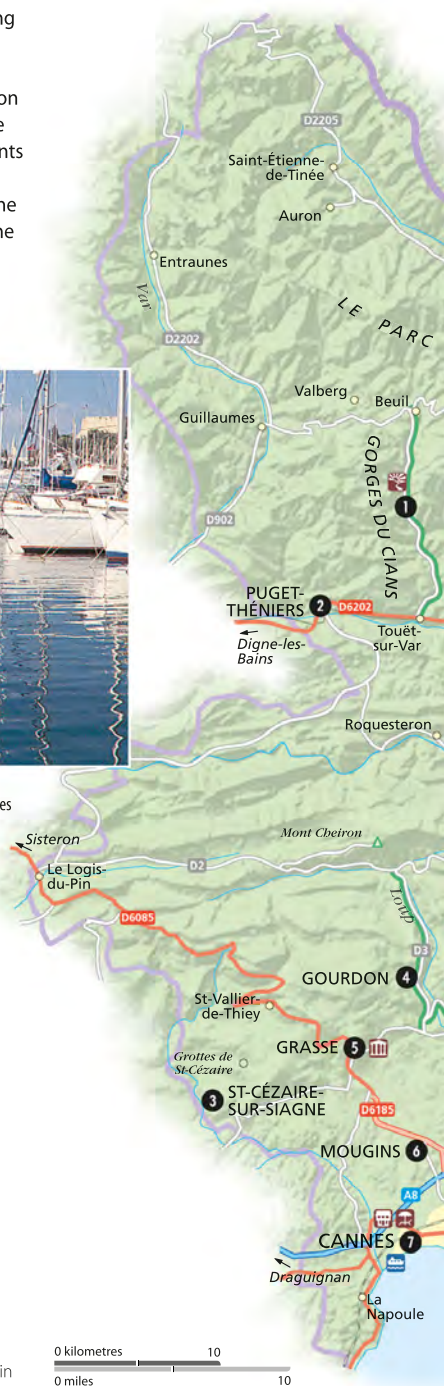 ng
on
e
nts
ne
ne
D2205
Saint-Étienne-
de-Tinée
Auron
Entraunes
Var
LE PARC
D2202
Valberg
Beuil
Guillaumes
GORGES DU CIANS
1
D902
PUGET-
THÉNIERS
2
D6202
Digne-les-
Bains
Touët-
sur-Var
Roquesteron
es
Sisteron
Mont Cheiron
D2
Le Logis-
du-Pin
Loup
D6085
D3
GOURDON
4
St-Vallier-
de-Thiey
GRASSE
5
Grottes de
St-Cézaire
3
ST-CÉZAIRE-
SUR-SIAGNE
D6185
MOUGINS
6
A8
CANNES
7
Draguignan
La
Napoule
0 kilometres 10
0 miles 10
in